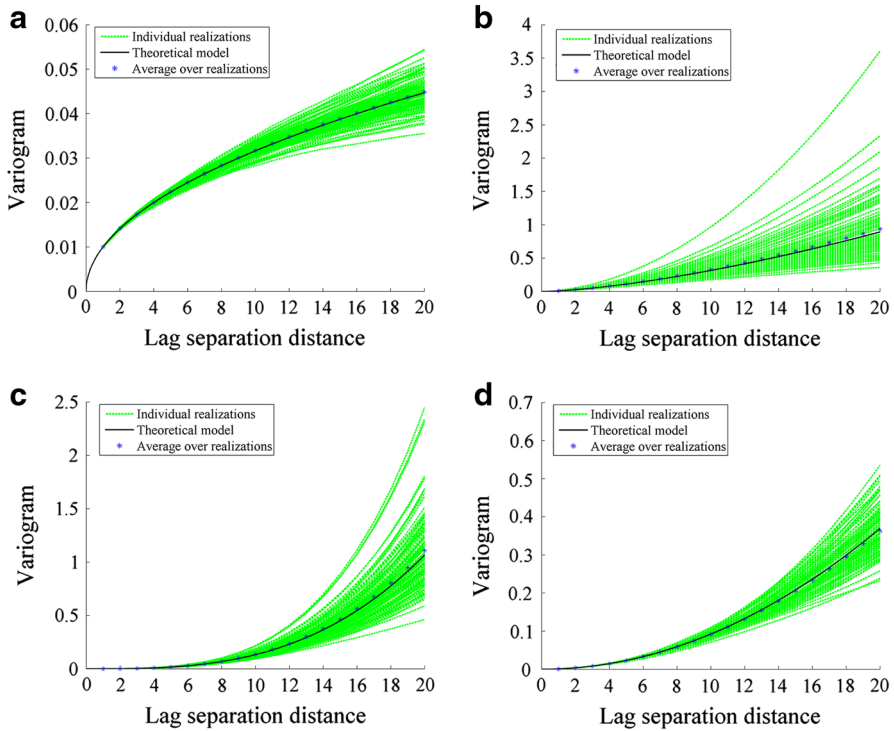 a
0.06
0.05
0.04
0.03
0.02
0.01
0
Variogram
Individual realizations
Theoretical model
Average over realizations
0 2 4 6 8 10 12 14 16 18 20
Lag separation distance
b
4
3.5
3
2.5
2
1.5
1
0.5
0
Variogram
Individual realizations
Theoretical model
Average over realizations
0 2 4 6 8 10 12 14 16 18 20
Lag separation distance
c
2.5
2
1.5
1
0.5
0
Variogram
Individual realizations
Theoretical model
Average over realizations
0 2 4 6 8 10 12 14 16 18 20
Lag separation distance
d
0.7
0.6
0.5
0.4
0.3
0.2
0.1
0
Variogram
Individual realizations
Theoretical model
Average over realizations
0 2 4 6 8 10 12 14 16 18 20
Lag separation distance